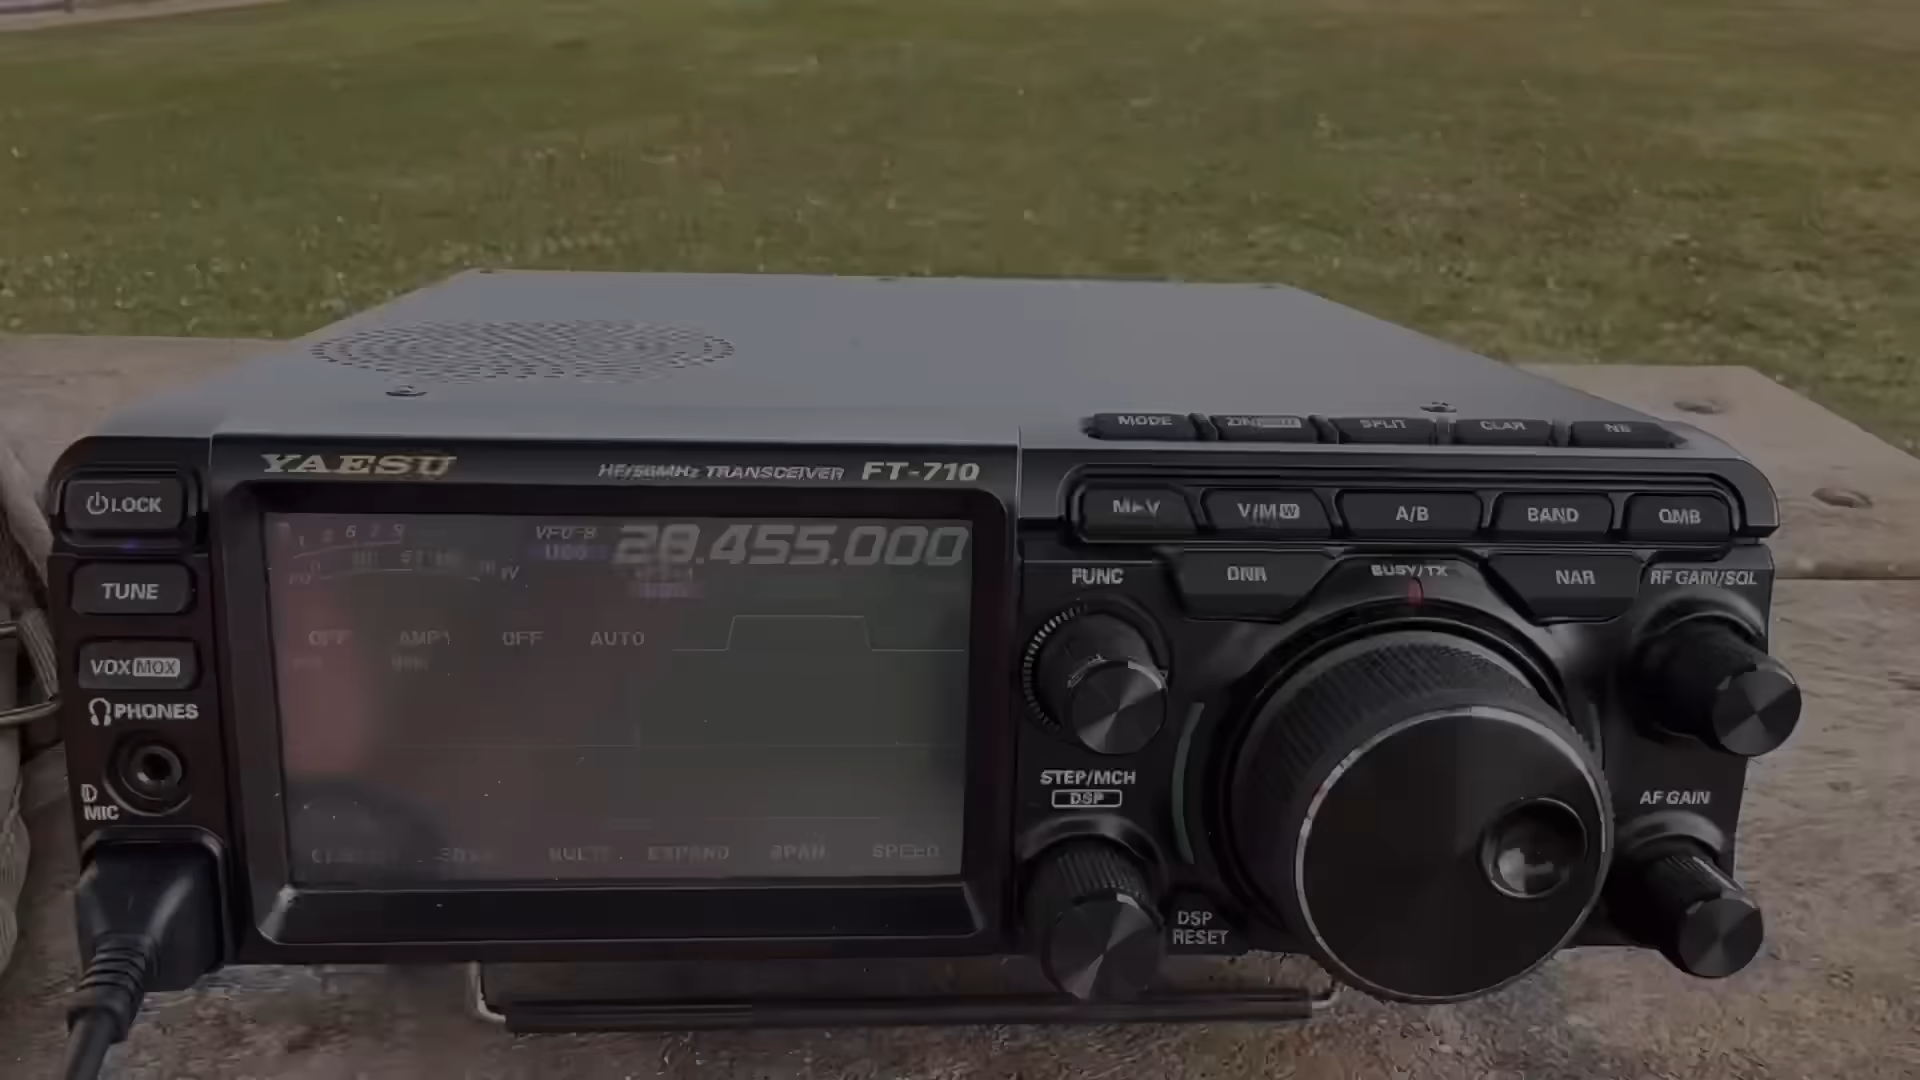 MODE SPLIT CLAR NB
YAESU HF/50MHz TRANSCEIVER FT-710
LOCK
V/M W A/B BAND QMB
VFO-B 28.455.000
FUNC DNR BUSY/TX NAR RF GAIN/SQL
TUNE
OFF AMP1 OFF AUTO
VOX MOX
PHONES
STEP/MCH
DSP
AF GAIN
MIC
MULTI EXPAND SPAN SPEED
DSP
RESET